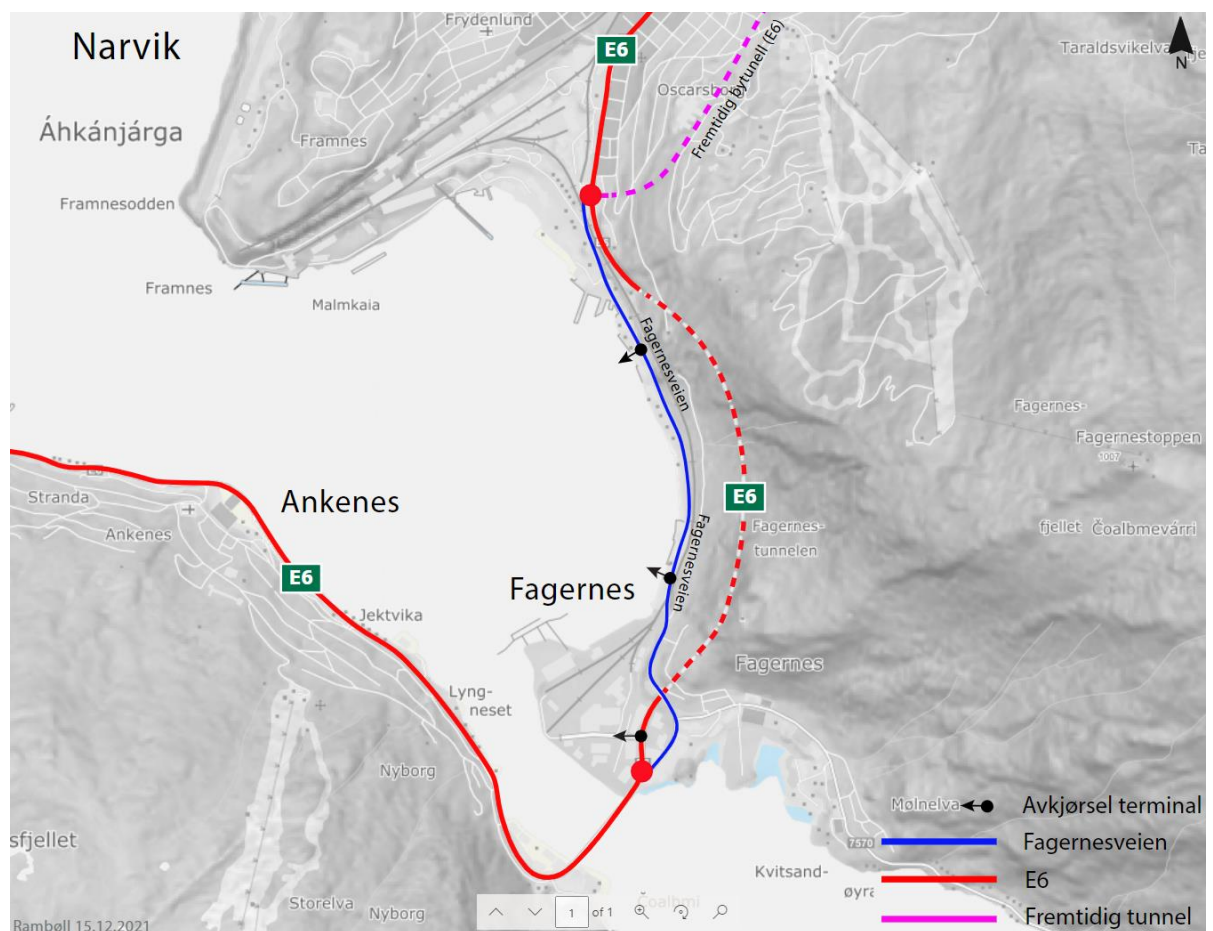 Narvik
Frydenlund
E6
Fremtidig bytunell (E6)
Taraldsvikelva
N
Oscarsborg
Áhkánjárga
Framnes
Framnesodden
Framnes
Malmkaia
Fagernesveien
Fagernes-
Fagernestoppen
1007
Stranda
Ankenes
Ankenes
E6
Fagernes-
tunnelen
fjellet Čoalbmevárri
Fagernesveien
E6
Fagernes
Jektvika
Fagernes
Lyng-
neset
Nyborg
Mølnelva
Avkjørsel terminal
sfjellet
7570
Fagernesveien
Kvitsand-
øyra
E6
Storelva
Nyborg
Čoalbmi
1 of 1
Fremtidig tunnel
Rambøll 15.12.2021